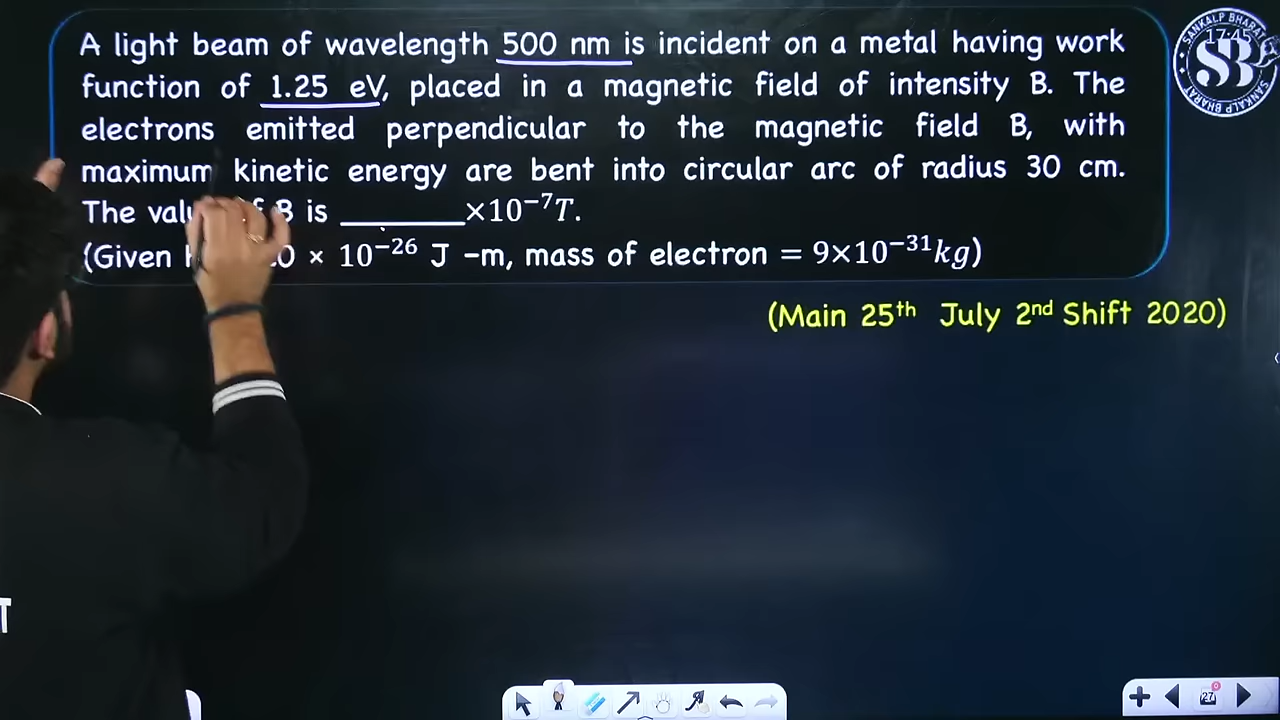 A light beam of wavelength 500 nm is incident on a metal having work
function of 1.25 eV, placed in a magnetic field of intensity B. The
electrons emitted perpendicular to the magnetic field B, with
maximum kinetic energy are bent into circular arc of radius 30 cm.
The B is ________×10⁻⁷T.
(Given × 10⁻²⁶ J –m, mass of electron = 9×10⁻³¹kg)
(Main 25ᵗʰ July 2ⁿᵈ Shift 2020)
SANKALP BHARAT
17:45
SB
SANKALP BHARAT
T
27